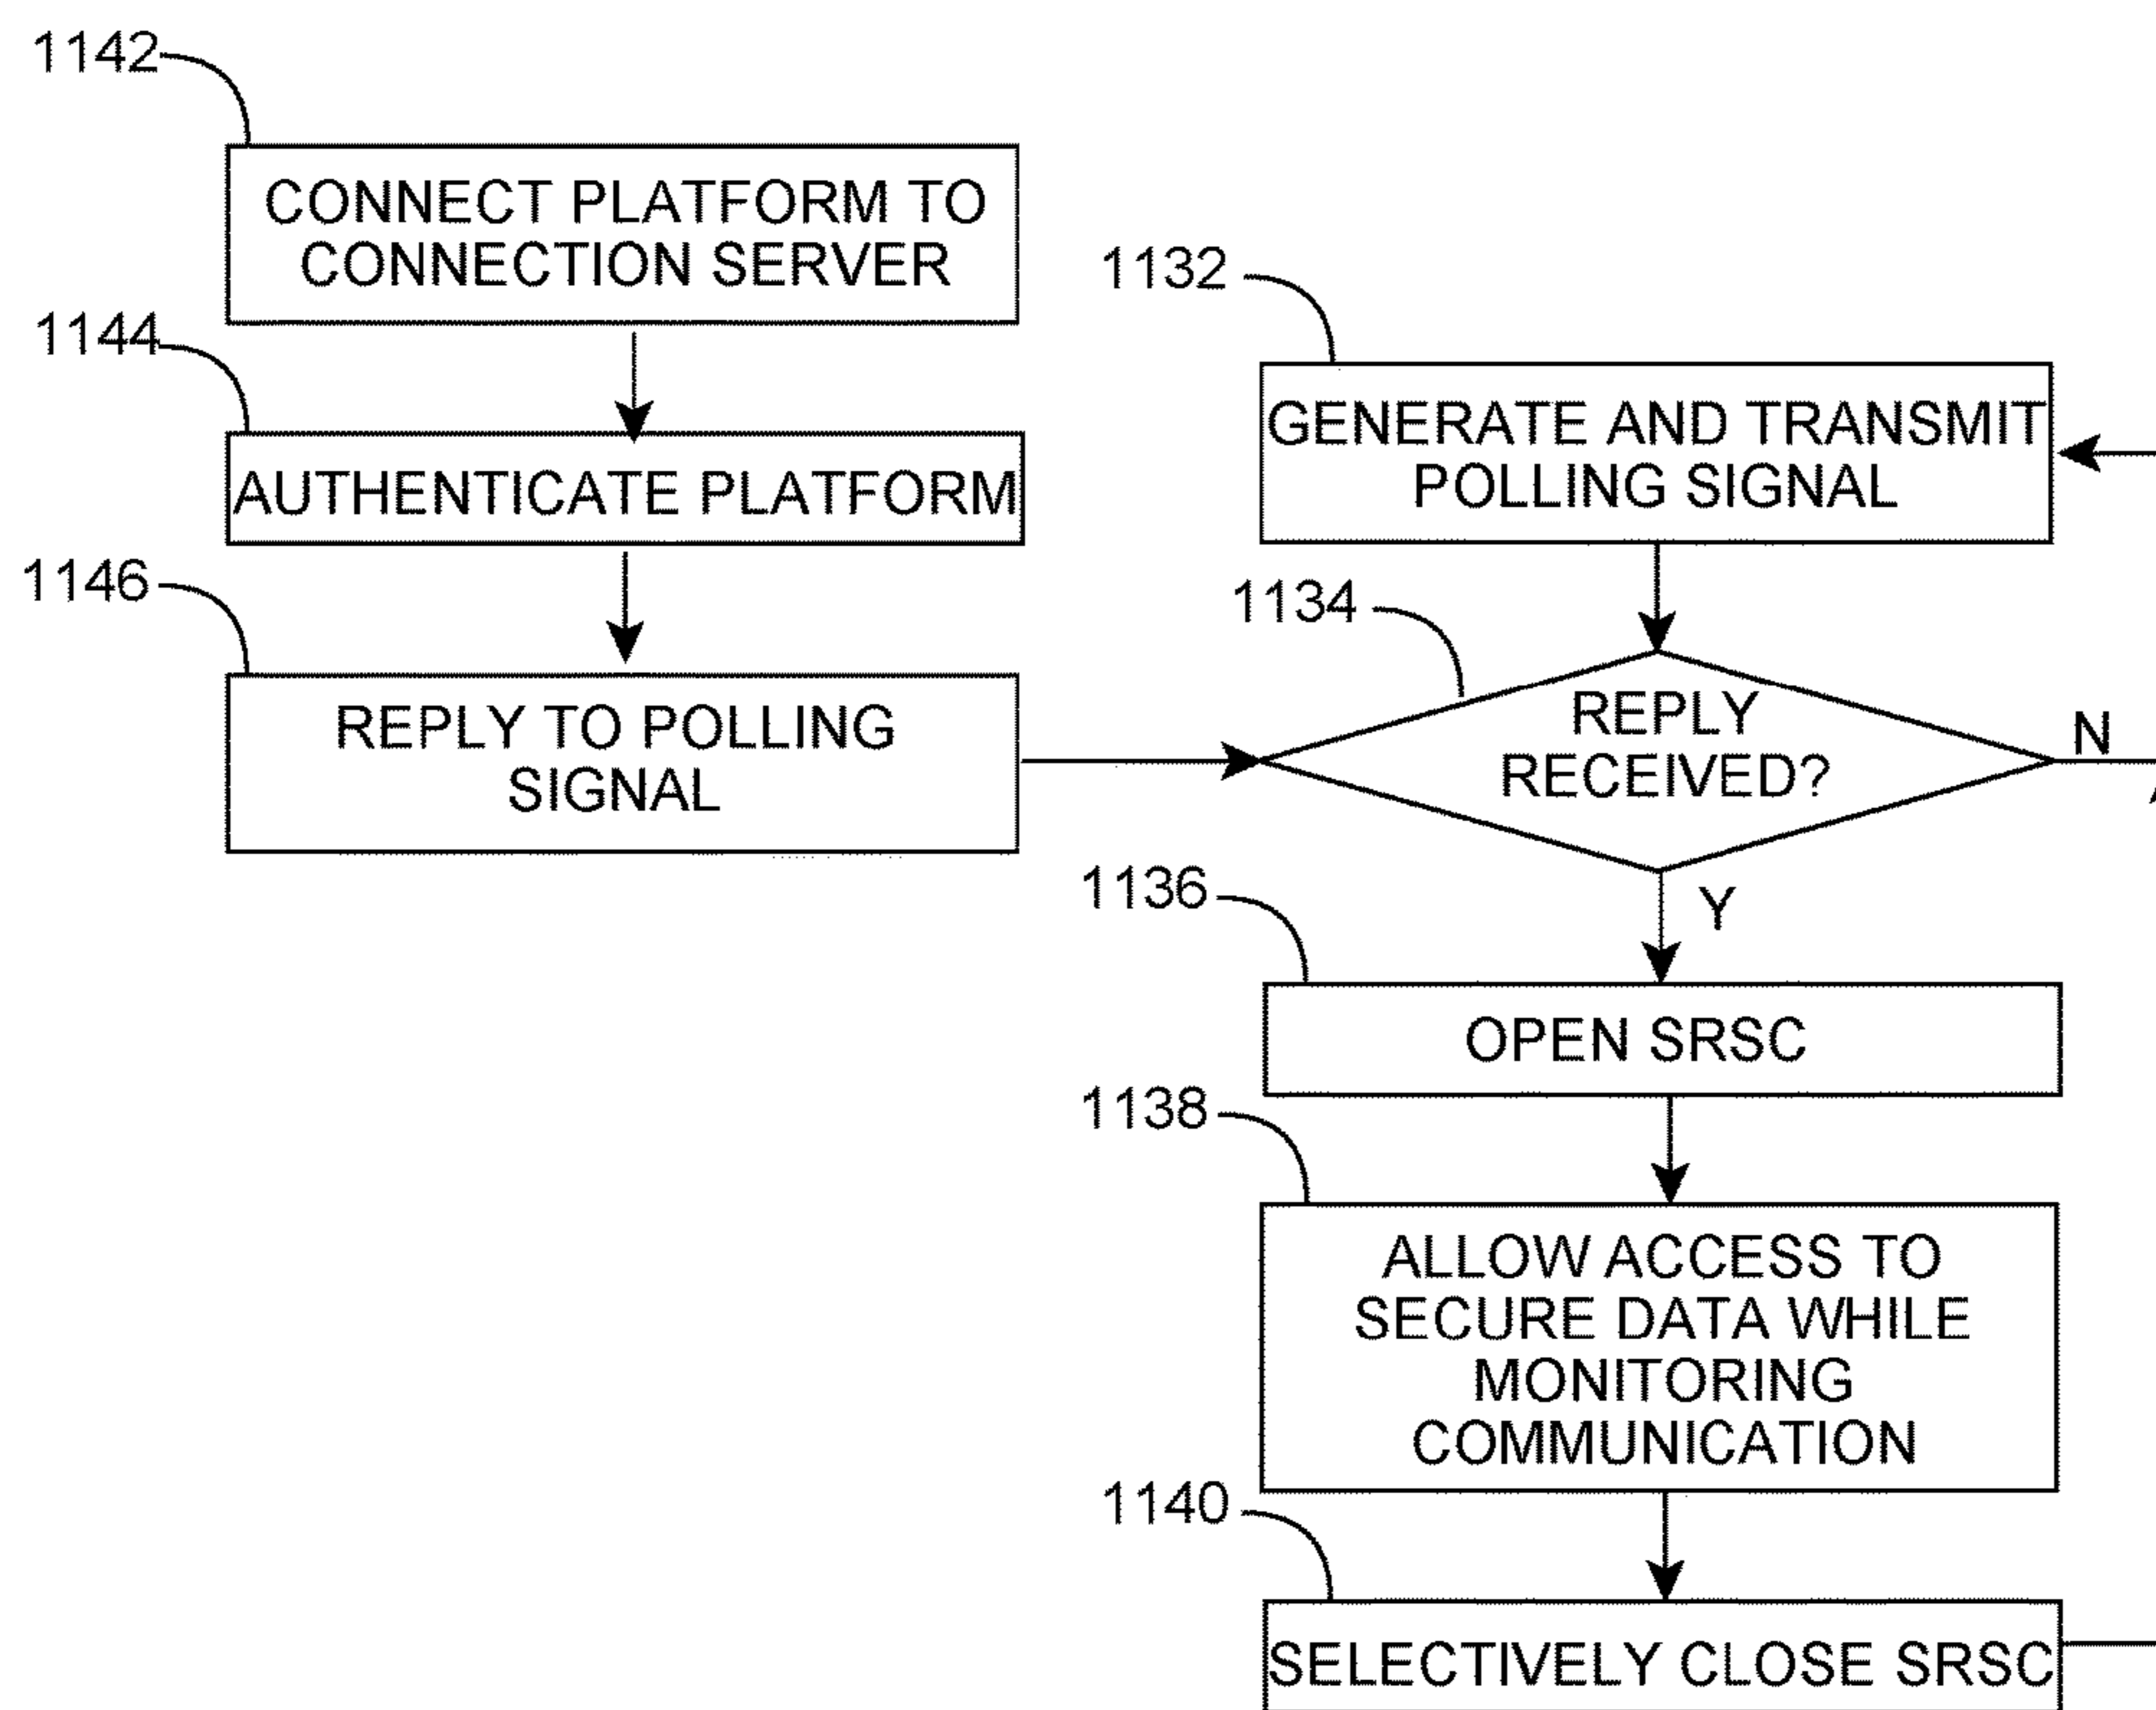 1142
CONNECT PLATFORM TO
CONNECTION SERVER
1144
AUTHENTICATE PLATFORM
1146
REPLY TO POLLING
SIGNAL
1132
GENERATE AND TRANSMIT
POLLING SIGNAL
1134
REPLY
RECEIVED?
N
Y
1136
OPEN SRSC
1138
ALLOW ACCESS TO
SECURE DATA WHILE
MONITORING
COMMUNICATION
1140
SELECTIVELY CLOSE SRSC